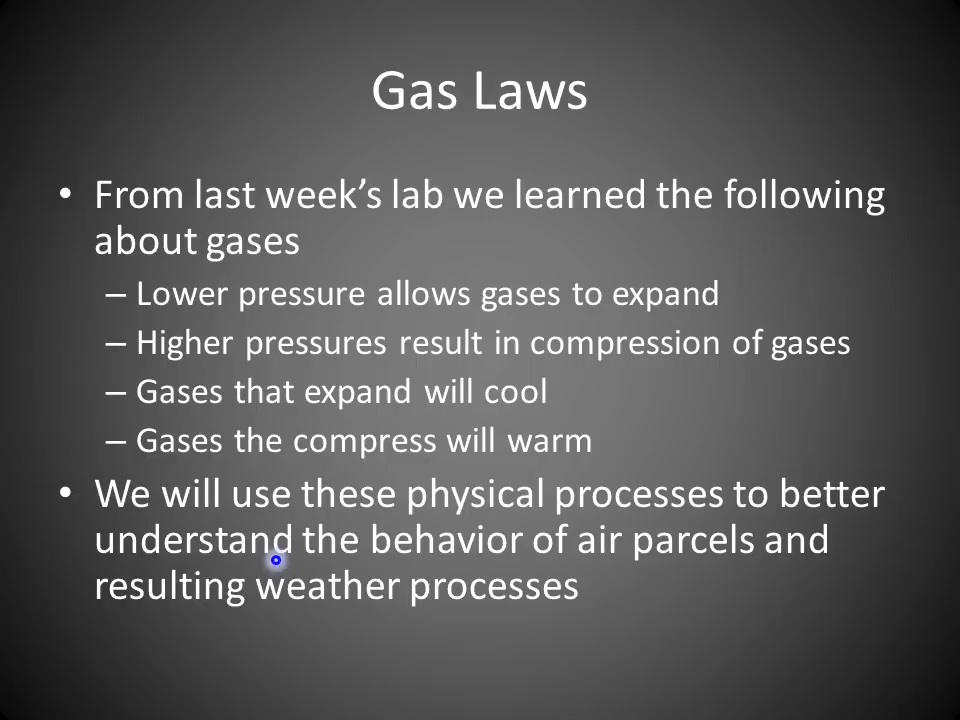 Gas Laws
• From last week’s lab we learned the following
about gases
– Lower pressure allows gases to expand
– Higher pressures result in compression of gases
– Gases that expand will cool
– Gases the compress will warm
• We will use these physical processes to better
understand the behavior of air parcels and
resulting weather processes